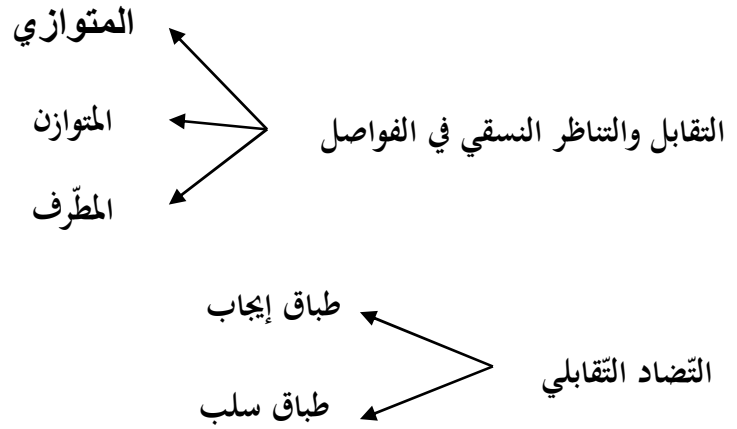 المتوازي
المتوازن
التقابل والتناظر النسقي في الفواصل
المطّرف
طباق إيجاب
التّضاد التّقابلي
طباق سلب